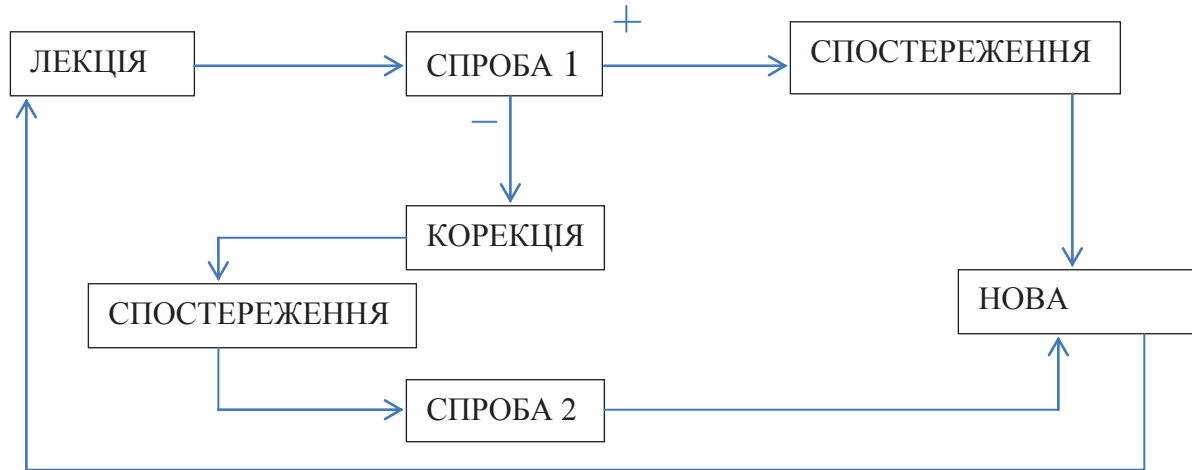 +
ЛЕКЦІЯ
СПРОБА 1
СПОСТЕРЕЖЕННЯ
−
КОРЕКЦІЯ
СПОСТЕРЕЖЕННЯ
НОВА
СПРОБА 2